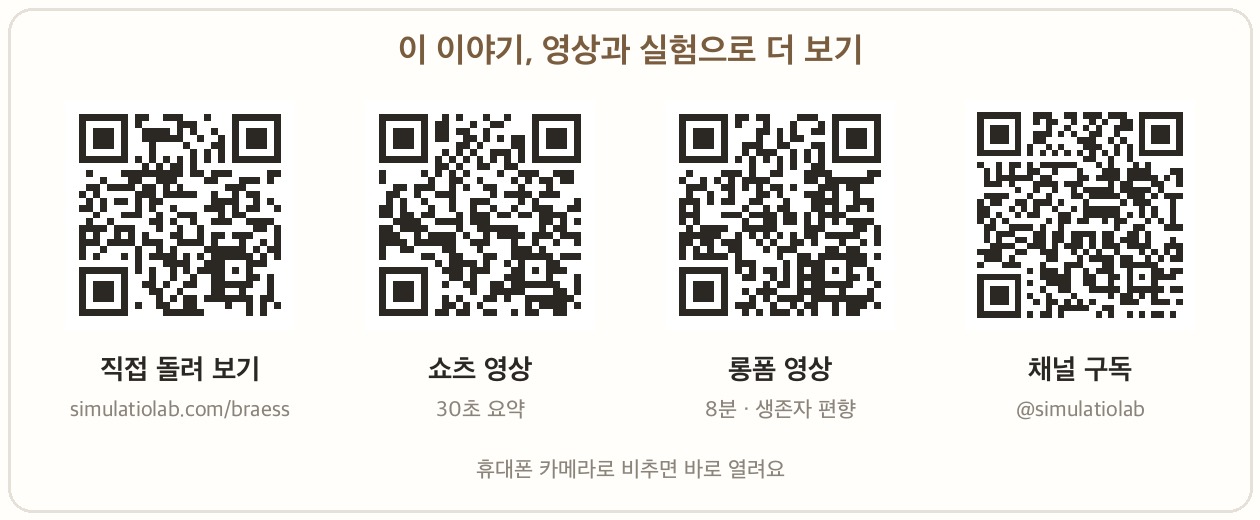 이 이야기, 영상과 실험으로 더 보기
직접 돌려 보기
simulatiolab.com/braess
쇼츠 영상
30초 요약
롱폼 영상
8분 · 생존자 편향
채널 구독
@simulatiolab
휴대폰 카메라로 비추면 바로 열려요